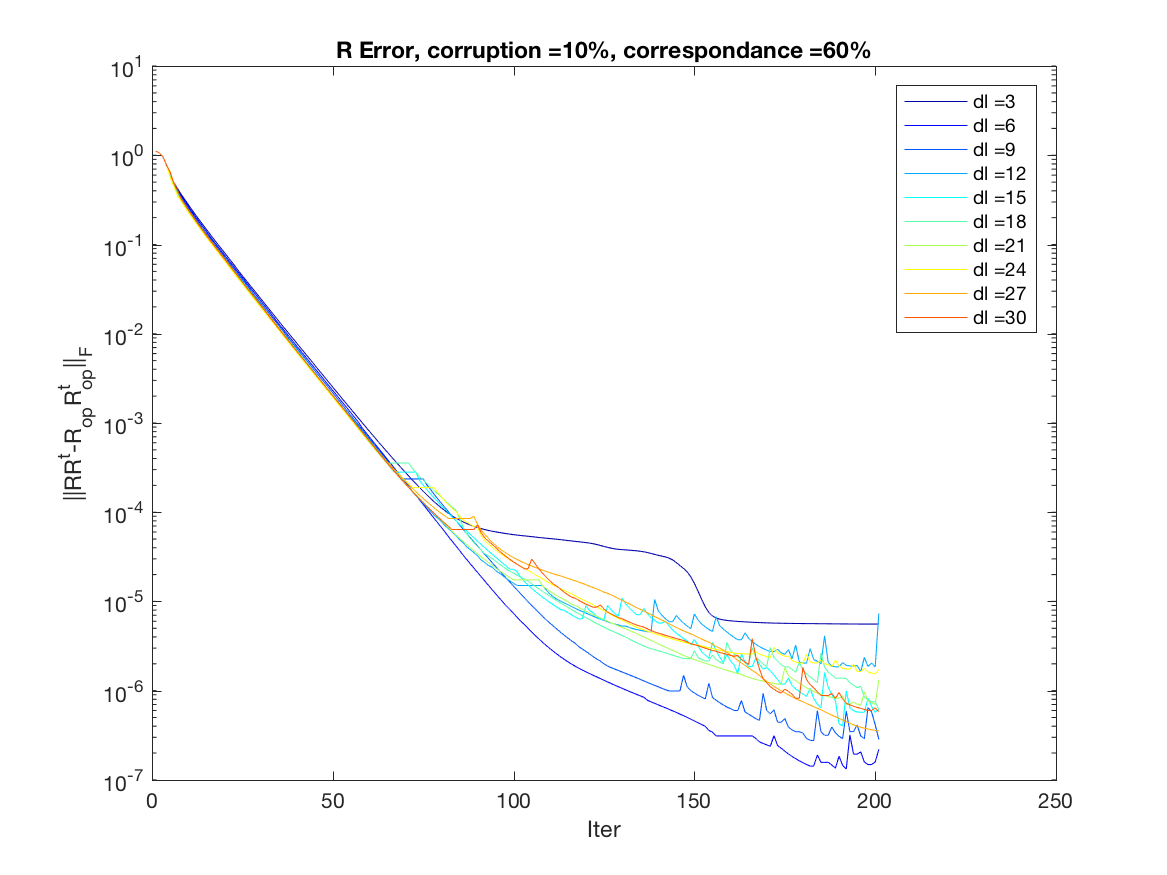 R Error, corruption =10%, correspondance =60%
10^1
10^0
10^-1
10^-2
10^-3
10^-4
10^-5
10^-6
10^-7
||RR^t-R_op R_op^t||_F
dl =3
dl =6
dl =9
dl =12
dl =15
dl =18
dl =21
dl =24
dl =27
dl =30
0 50 100 150 200 250
Iter